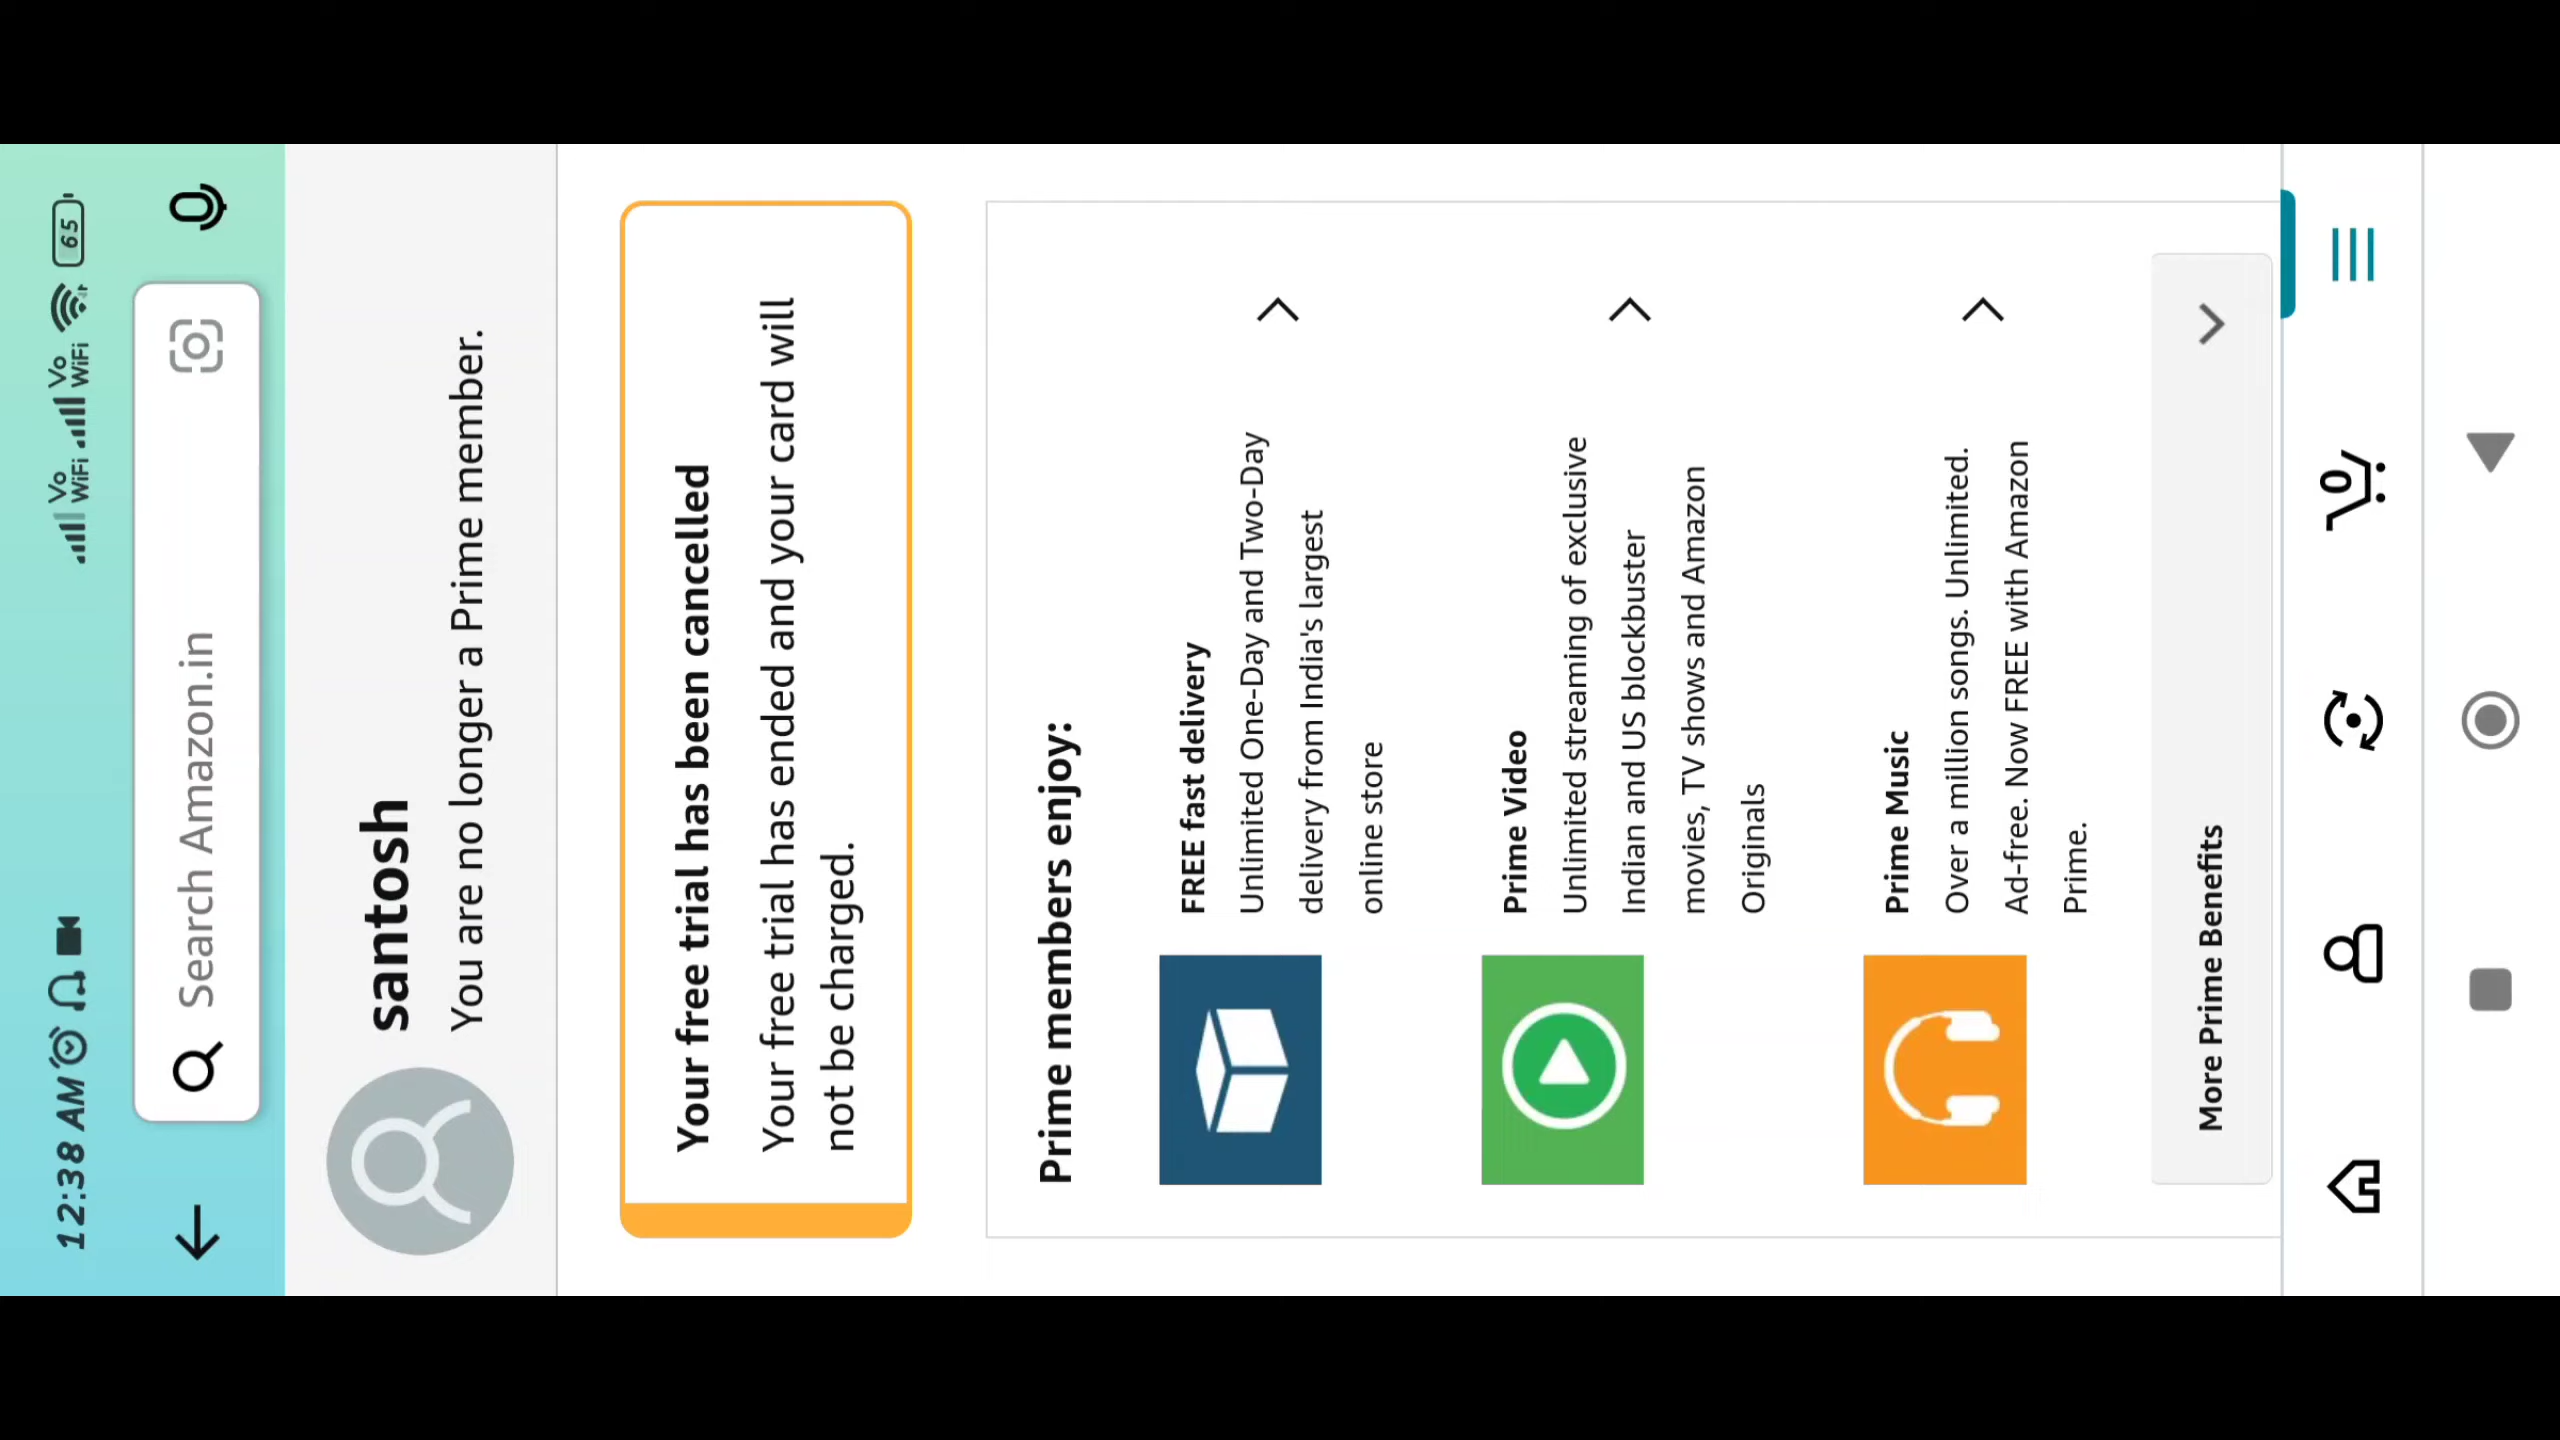 12:38 AM Vo WiFi Vo WiFi 65
Search Amazon.in
santosh
You are no longer a Prime member.
Your free trial has been cancelled
Your free trial has ended and your card will
not be charged.
Prime members enjoy:
FREE fast delivery
Unlimited One-Day and Two-Day
delivery from India's largest
online store
Prime Video
Unlimited streaming of exclusive
Indian and US blockbuster
movies, TV shows and Amazon
Originals
Prime Music
Over a million songs. Unlimited.
Ad-free. Now FREE with Amazon
Prime.
More Prime Benefits
0